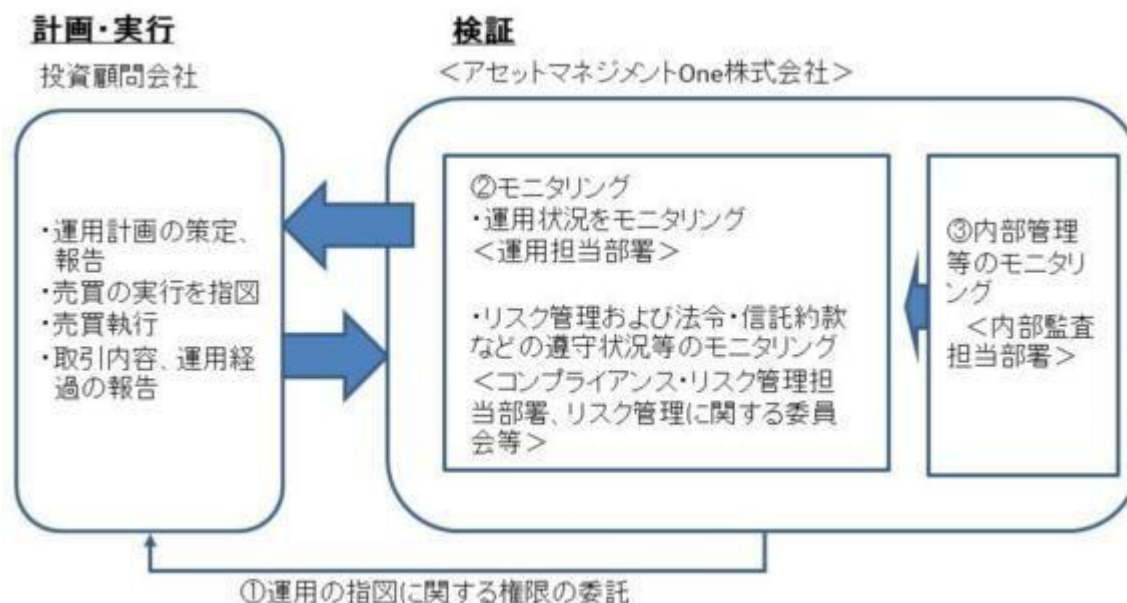 計画・実行
投資顧問会社
・運用計画の策定、
報告
・売買の実行を指図
・売買執行
・取引内容、運用経
過の報告
検証
＜アセットマネジメントOne株式会社＞
②モニタリング
・運用状況をモニタリング
＜運用担当部署＞
・リスク管理および法令・信託約款
などの遵守状況等のモニタリング
＜コンプライアンス・リスク管理担
当部署、リスク管理に関する委員
会等＞
③内部管理
等のモニタリ
ング
＜内部監査
担当部署＞
①運用の指図に関する権限の委託